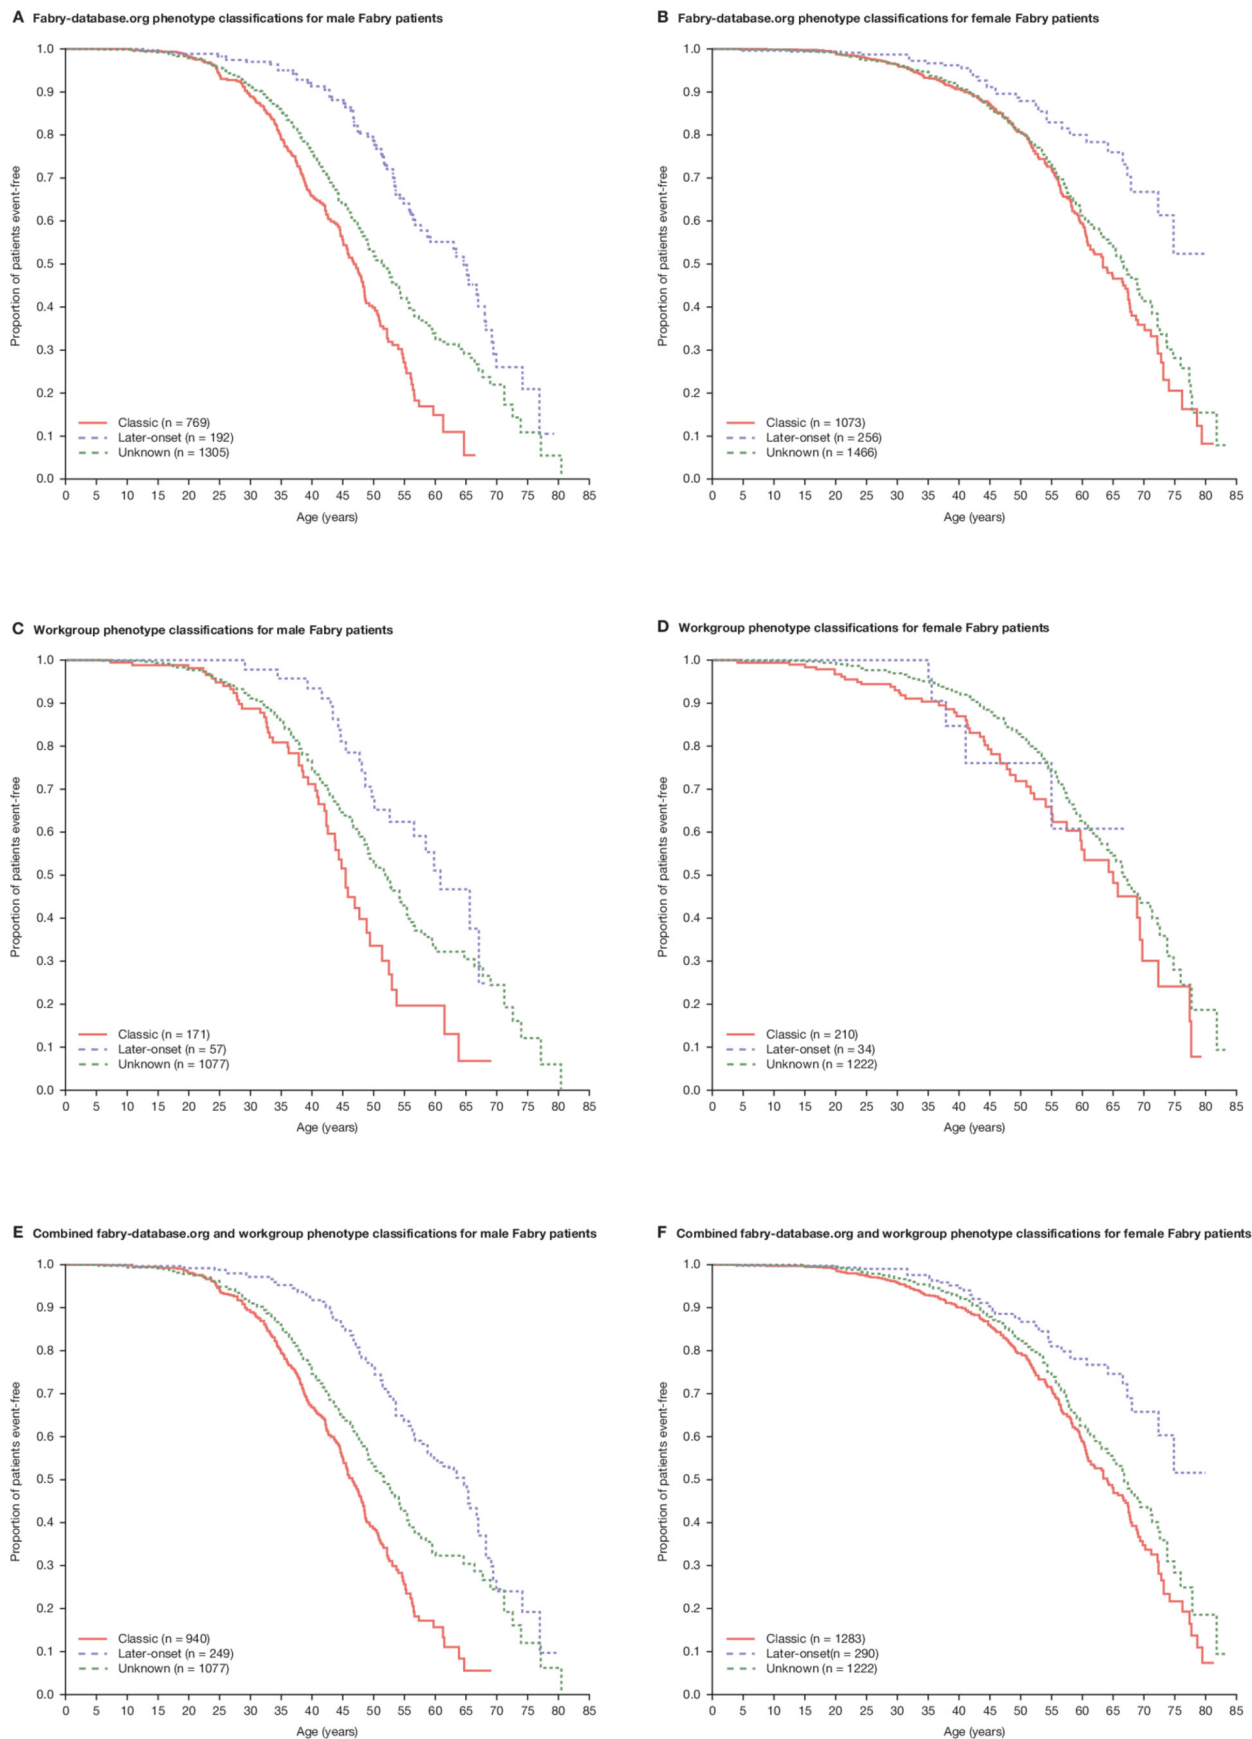 A Fabry-database.org phenotype classifications for male Fabry patients
1.0
0.9
0.8
0.7
0.6
0.5
0.4
0.3
0.2
0.1
0.0
Proportion of patients event-free
Classic (n = 769)
Later-onset (n = 192)
Unknown (n = 1305)
0 5 10 15 20 25 30 35 40 45 50 55 60 65 70 75 80 85
Age (years)
B Fabry-database.org phenotype classifications for female Fabry patients
1.0
0.9
0.8
0.7
0.6
0.5
0.4
0.3
0.2
0.1
0.0
Proportion of patients event-free
Classic (n = 1073)
Later-onset (n = 256)
Unknown (n = 1466)
0 5 10 15 20 25 30 35 40 45 50 55 60 65 70 75 80 85
Age (years)
C Workgroup phenotype classifications for male Fabry patients
1.0
0.9
0.8
0.7
0.6
0.5
0.4
0.3
0.2
0.1
0.0
Proportion of patients event-free
Classic (n = 171)
Later-onset (n = 57)
Unknown (n = 1077)
0 5 10 15 20 25 30 35 40 45 50 55 60 65 70 75 80 85
Age (years)
D Workgroup phenotype classifications for female Fabry patients
1.0
0.9
0.8
0.7
0.6
0.5
0.4
0.3
0.2
0.1
0.0
Proportion of patients event-free
Classic (n = 210)
Later-onset (n = 34)
Unknown (n = 1222)
0 5 10 15 20 25 30 35 40 45 50 55 60 65 70 75 80 85
Age (years)
E Combined fabry-database.org and workgroup phenotype classifications for male Fabry patients
1.0
0.9
0.8
0.7
0.6
0.5
0.4
0.3
0.2
0.1
0.0
Proportion of patients event-free
Classic (n = 940)
Later-onset (n = 249)
Unknown (n = 1077)
0 5 10 15 20 25 30 35 40 45 50 55 60 65 70 75 80 85
Age (years)
F Combined fabry-database.org and workgroup phenotype classifications for female Fabry patients
1.0
0.9
0.8
0.7
0.6
0.5
0.4
0.3
0.2
0.1
0.0
Proportion of patients event-free
Classic (n = 1283)
Later-onset(n = 290)
Unknown (n = 1222)
0 5 10 15 20 25 30 35 40 45 50 55 60 65 70 75 80 85
Age (years)